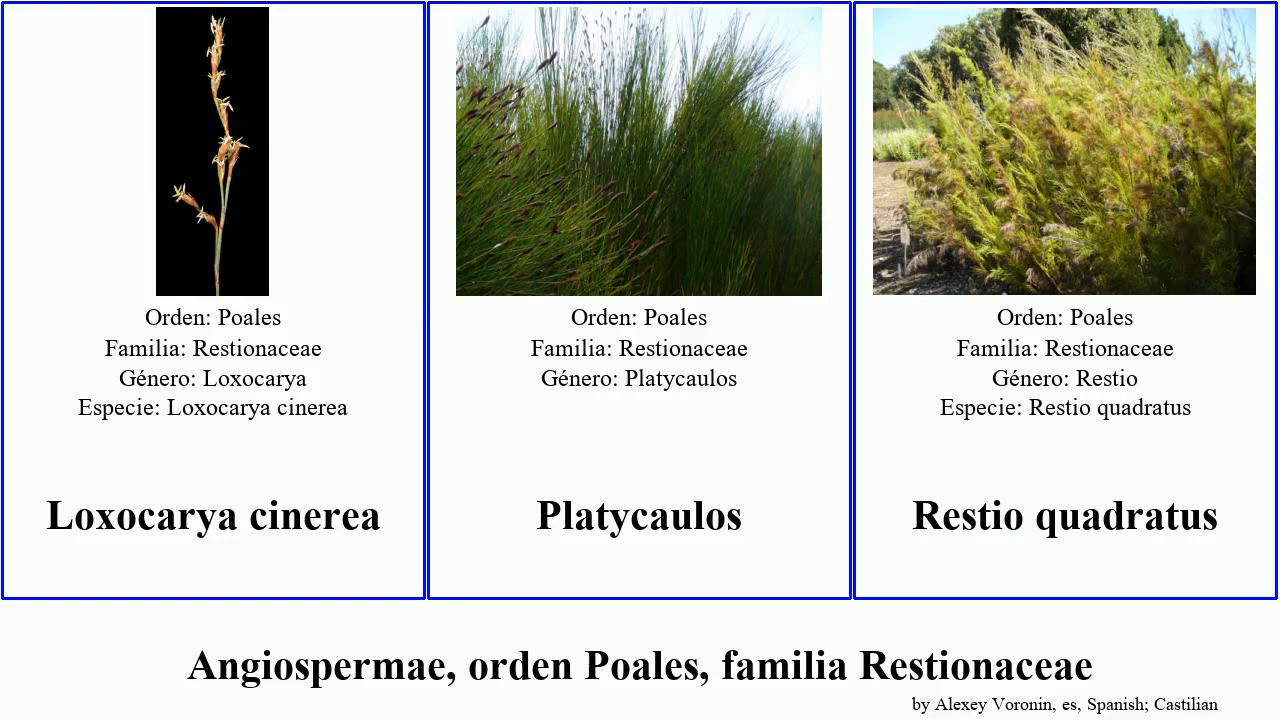 Orden: Poales
Familia: Restionaceae
Género: Loxocarya
Especie: Loxocarya cinerea
Loxocarya cinerea
Orden: Poales
Familia: Restionaceae
Género: Platycaulos
Platycaulos
Orden: Poales
Familia: Restionaceae
Género: Restio
Especie: Restio quadratus
Restio quadratus
Angiospermae, orden Poales, familia Restionaceae
by Alexey Voronin, es, Spanish; Castilian